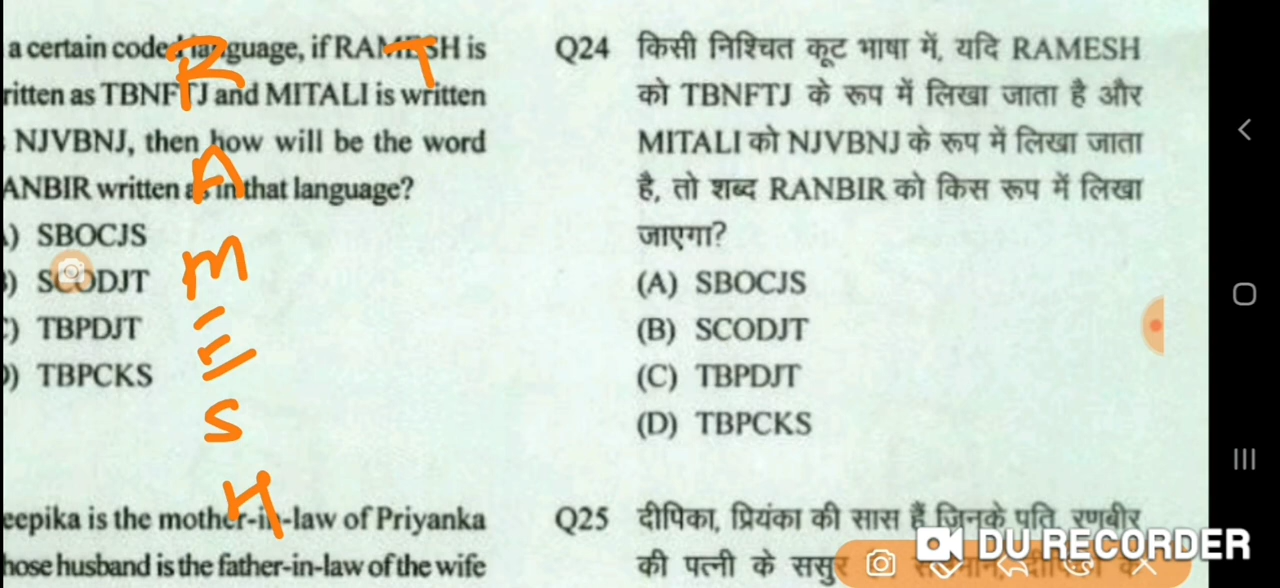 a certain coded language, if RAMESH is
ritten as TBNFTJ and MITALI is written
NJVBNJ, then how will be the word
ANBIR written as in that language?
) SBOCJS
) SCODJT
) TBPDJT
) TBPCKS
eepika is the mother-in-law of Priyanka
hose husband is the father-in-law of the wife
R
A
M
E
S
H
T
Q24 किसी निश्चित कूट भाषा में, यदि RAMESH
को TBNFTJ के रूप में लिखा जाता है और
MITALI को NJVBNJ के रूप में लिखा जाता
है, तो शब्द RANBIR को किस रूप में लिखा
जाएगा?
(A) SBOCJS
(B) SCODJT
(C) TBPDJT
(D) TBPCKS
Q25 दीपिका, प्रियंका की सास हैं जिनके पति रणबीर
की पत्नी के ससुर
DU RECORDER